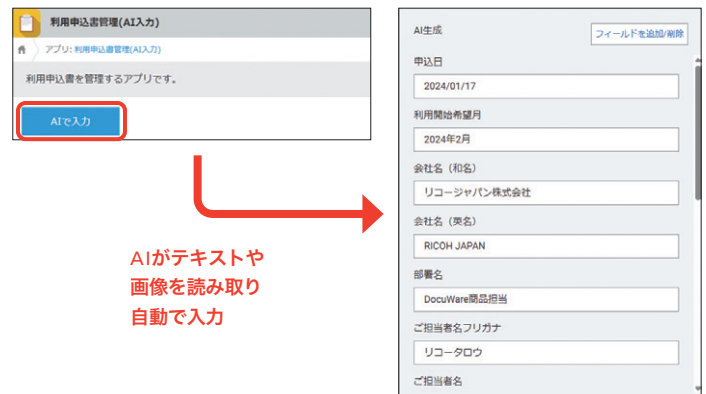 利用申込書管理(AI入力)
アプリ: 利用申込書管理(AI入力)
利用申込書を管理するアプリです。
AIで入力
AIがテキストや
画像を読み取り
自動で入力
AI生成
フィールドを追加/削除
申込日
2024/01/17
利用開始希望月
2024年2月
会社名（和名）
リコージャパン株式会社
会社名（英名）
RICOH JAPAN
部署名
DocuWare商品担当
ご担当者名フリガナ
リコータロウ
ご担当者名